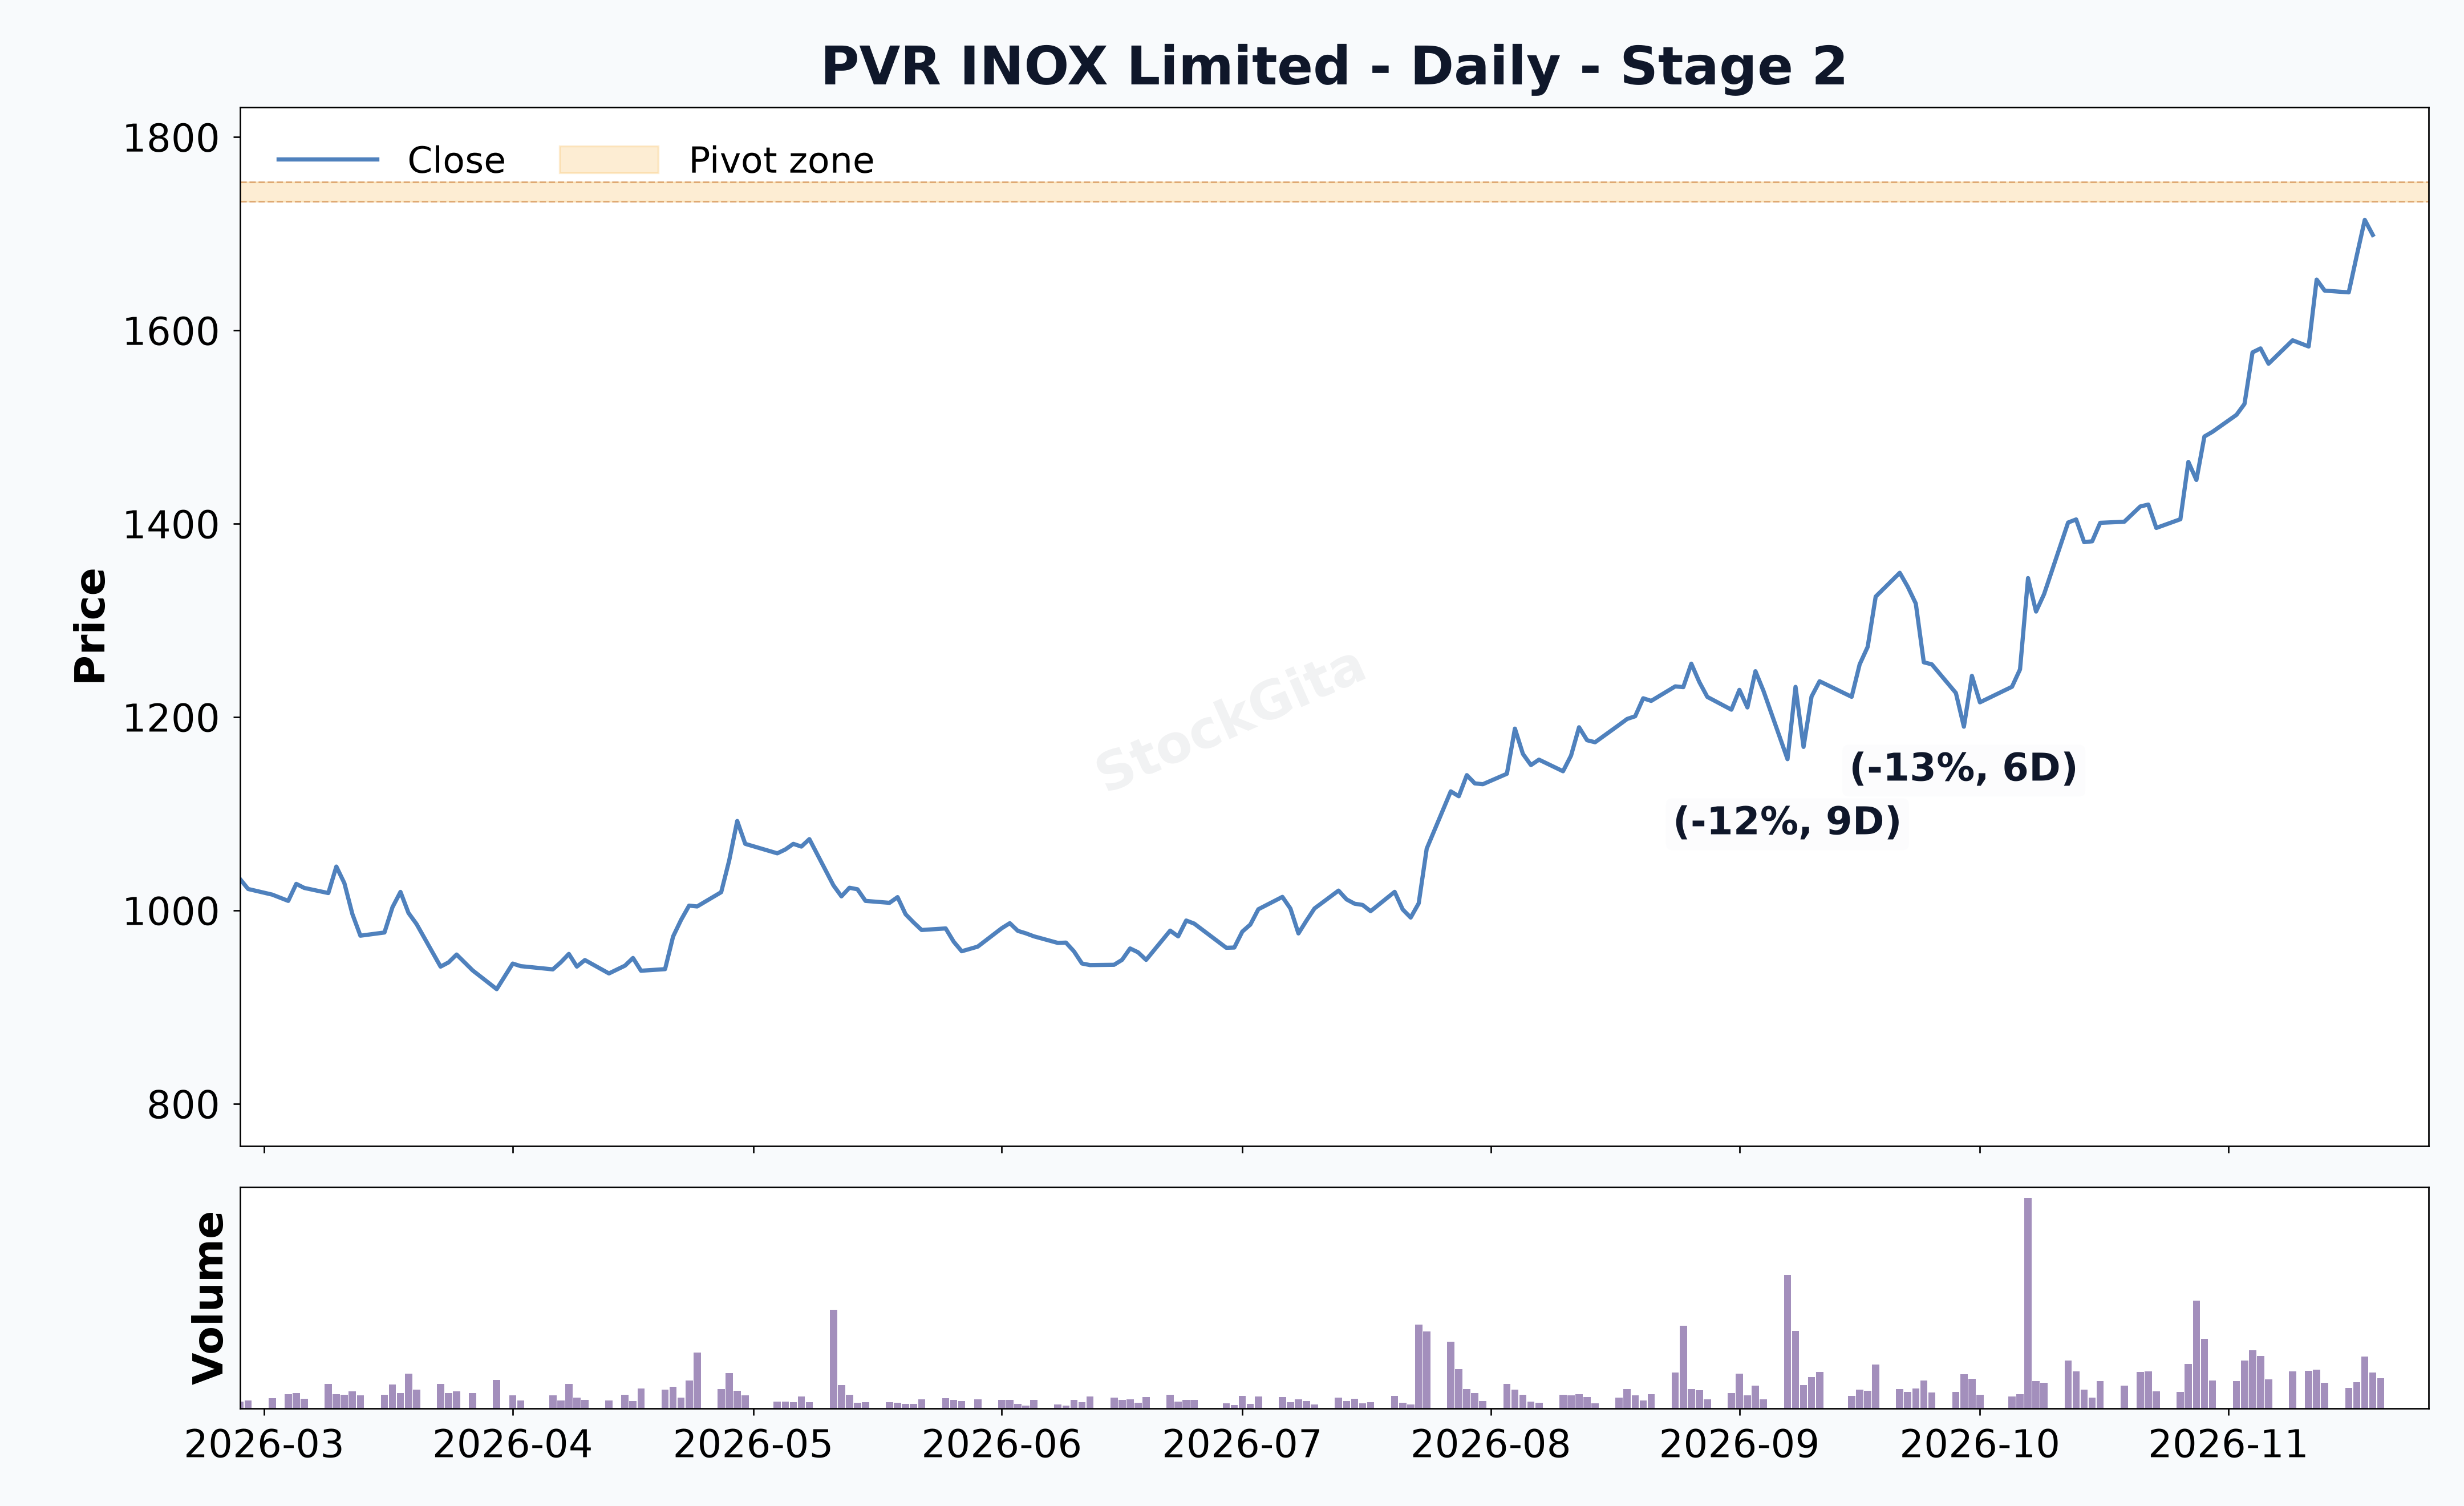 PVR INOX Limited - Daily - Stage 2
Close
Pivot zone
Price
1800
1600
1400
1200
1000
800
StockGita
(-13%, 6D)
(-12%, 9D)
Volume
2026-03
2026-04
2026-05
2026-06
2026-07
2026-08
2026-09
2026-10
2026-11